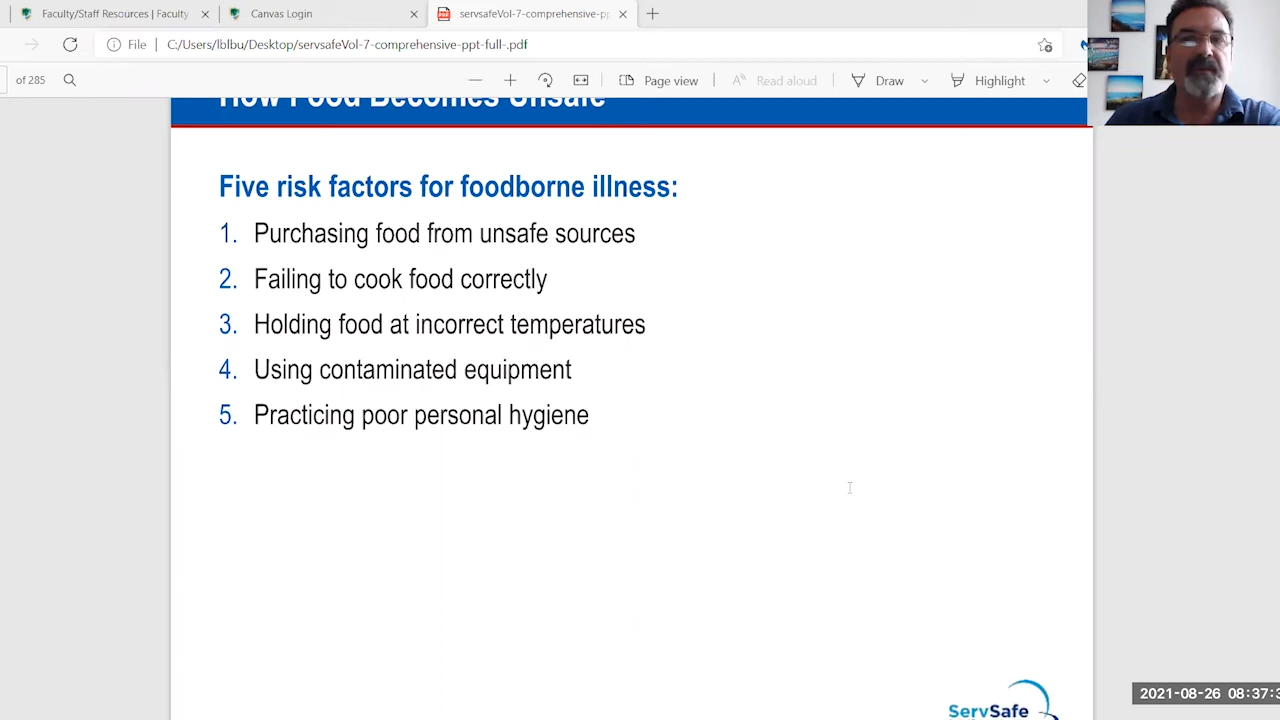 Faculty/Staff Resources | Faculty
Canvas Login
servsafeVol-7-comprehensive-pp
File
C:/Users/lblbu/Desktop/servsafeVol-7-comprehensive-ppt-full-.pdf
of 285
Page view
Read aloud
Draw
Highlight
How Food Becomes Unsafe
Five risk factors for foodborne illness:
1. Purchasing food from unsafe sources
2. Failing to cook food correctly
3. Holding food at incorrect temperatures
4. Using contaminated equipment
5. Practicing poor personal hygiene
ServSafe
2021-08-26 08:37:3